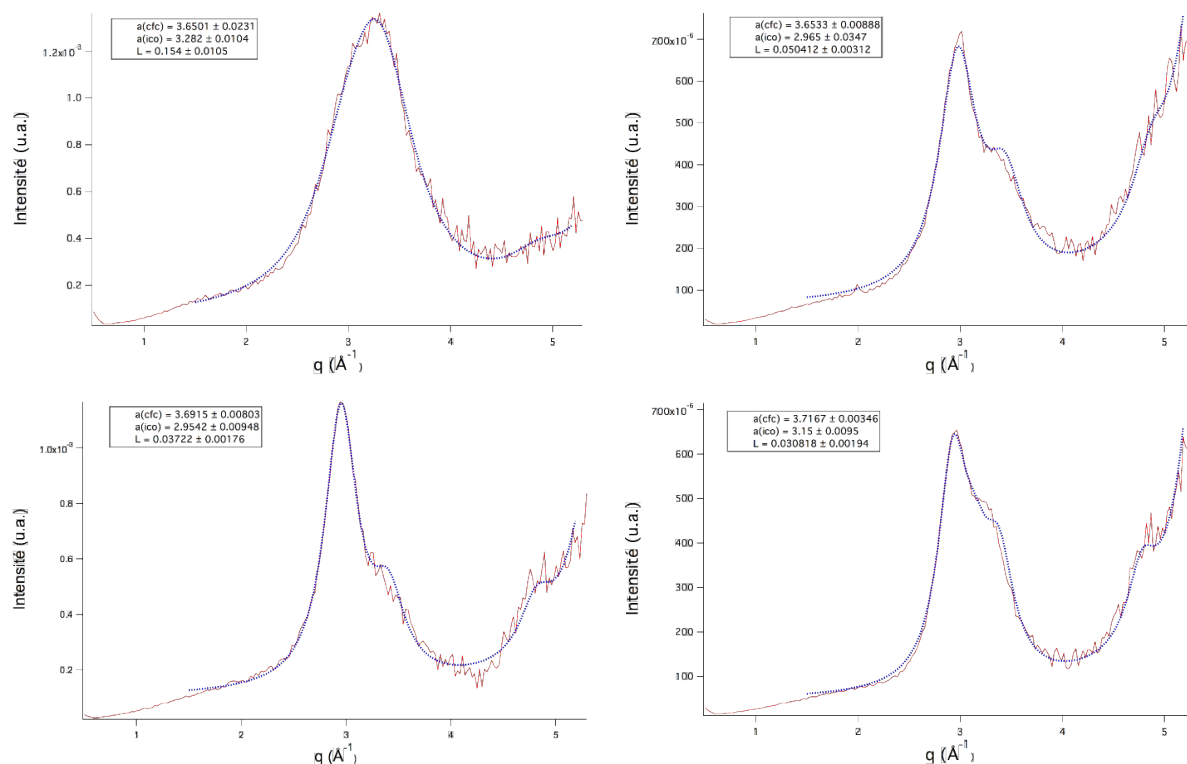 a(cfc) = 3.6501 ± 0.0231
a(ico) = 3.282 ± 0.0104
L = 0.154 ± 0.0105
1.2x10⁻³
1.0
0.8
0.6
0.4
0.2
Intensité (u.a.)
1 2 3 4 5
q (Å⁻¹)
a(cfc) = 3.6533 ± 0.00888
a(ico) = 2.965 ± 0.0347
L = 0.050412 ± 0.00312
700x10⁻⁶
600
500
400
300
200
100
Intensité (u.a.)
1 2 3 4 5
q (Å⁻¹)
a(cfc) = 3.6915 ± 0.00803
a(ico) = 2.9542 ± 0.00948
L = 0.03722 ± 0.00176
1.0x10⁻³
0.8
0.6
0.4
0.2
Intensité (u.a.)
1 2 3 4 5
q (Å⁻¹)
a(cfc) = 3.7167 ± 0.00346
a(ico) = 3.15 ± 0.0095
L = 0.030818 ± 0.00194
700x10⁻⁶
600
500
400
300
200
100
Intensité (u.a.)
1 2 3 4 5
q (Å⁻¹)